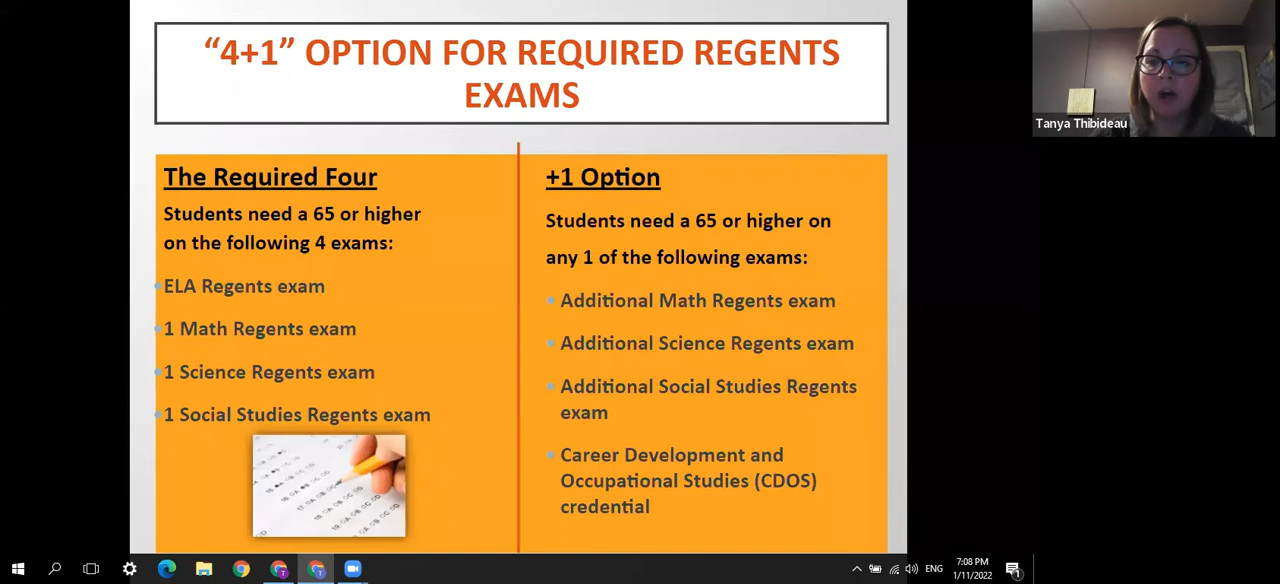 “4+1” OPTION FOR REQUIRED REGENTS
EXAMS
The Required Four
Students need a 65 or higher
on the following 4 exams:
ELA Regents exam
1 Math Regents exam
1 Science Regents exam
1 Social Studies Regents exam
+1 Option
Students need a 65 or higher on
any 1 of the following exams:
Additional Math Regents exam
Additional Science Regents exam
Additional Social Studies Regents
exam
Career Development and
Occupational Studies (CDOS)
credential
Tanya Thibideau
ENG
7:08 PM
1/11/2022